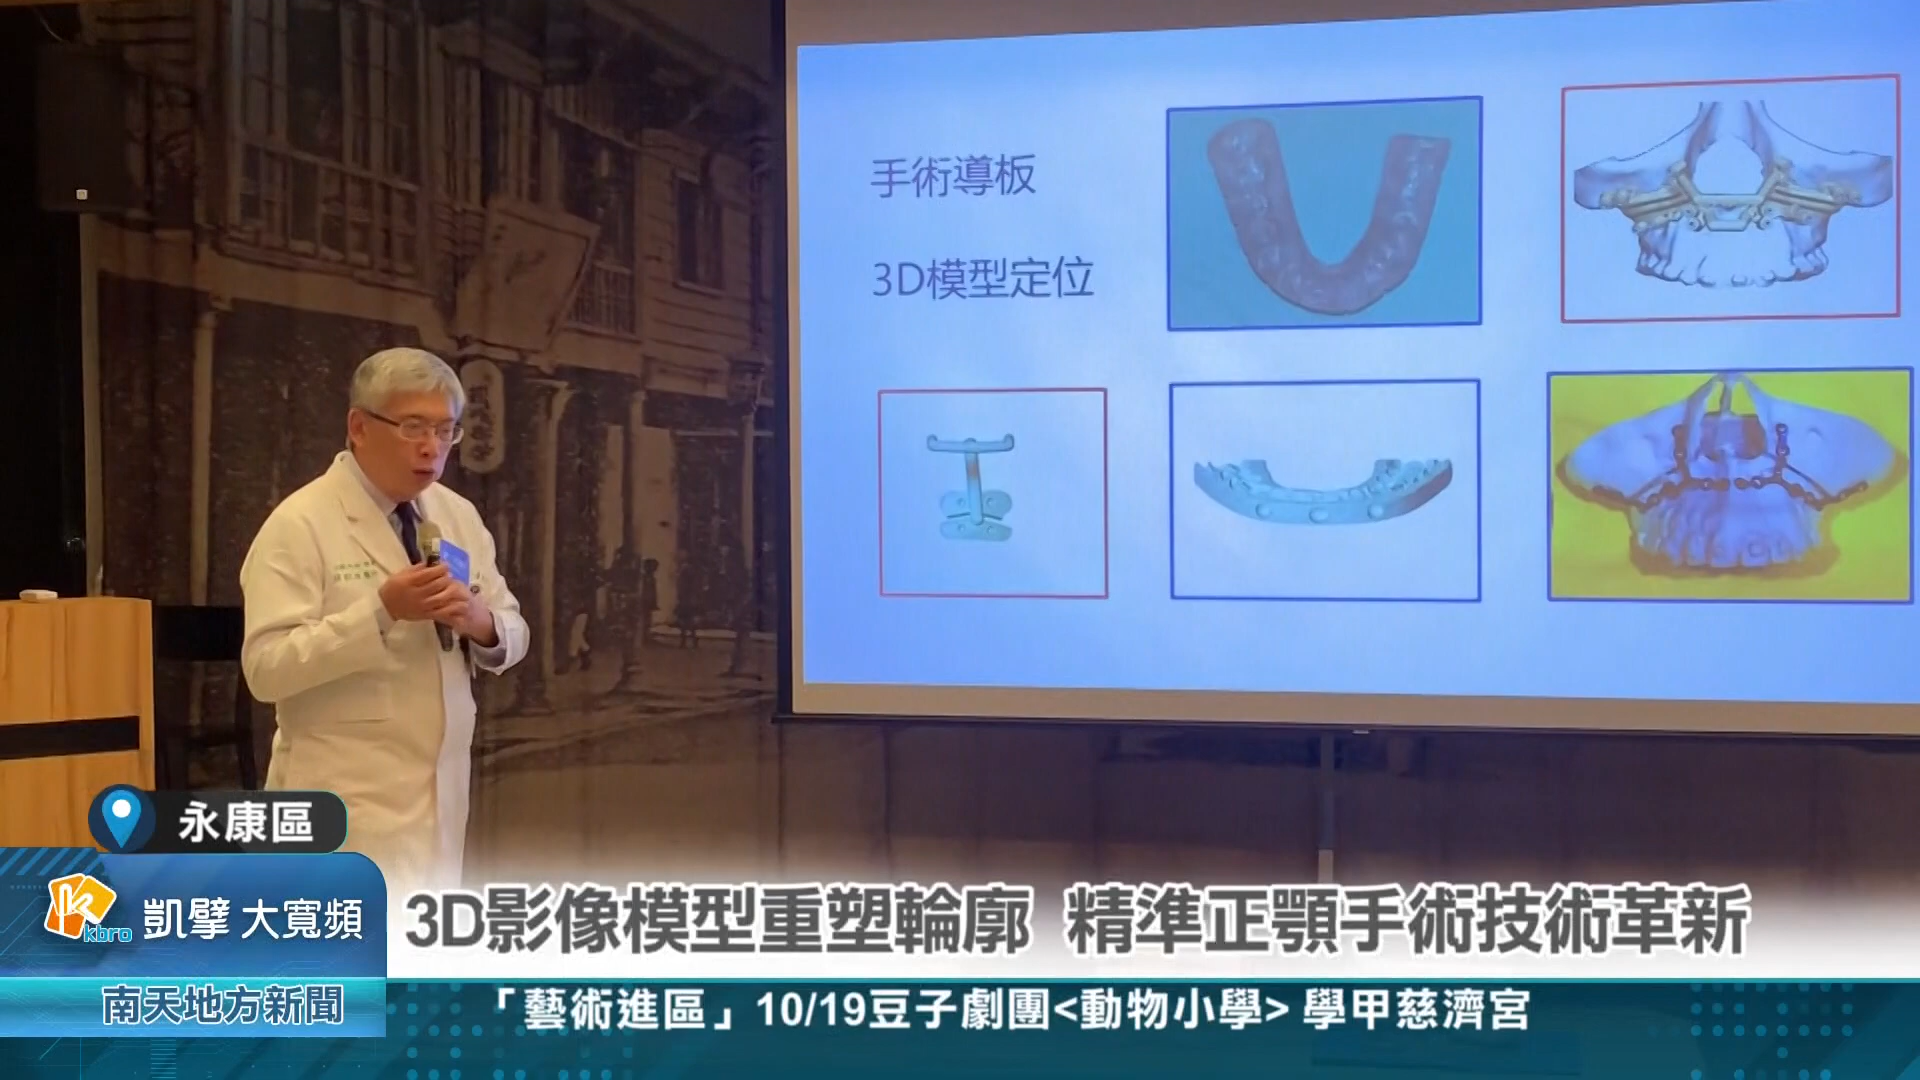 手術導板
3D模型定位
永康區
kbro
凱擘 大寬頻
3D影像模型重塑輪廓 精準正顎手術技術革新
南天地方新聞
「藝術進區」10/19豆子劇團<動物小學> 學甲慈濟宮